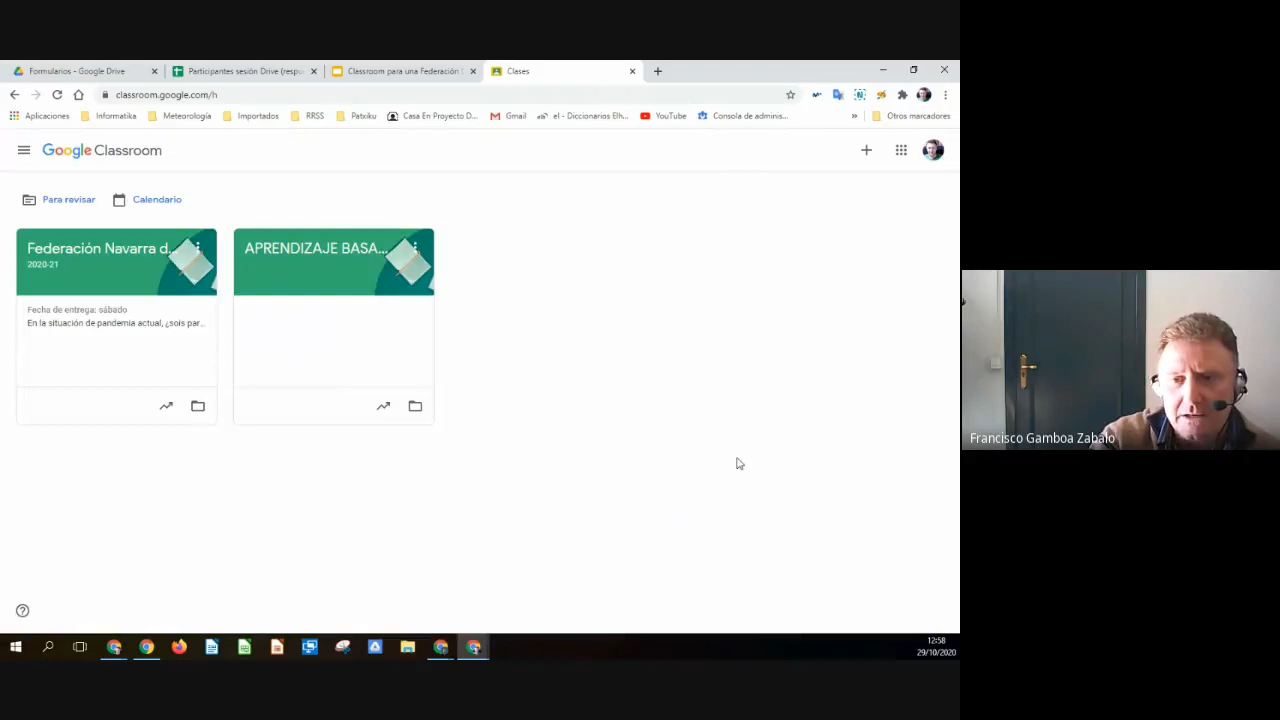 Formularios - Google Drive
Participantes sesión Drive (respu
Classroom para una Federación
Clases
classroom.google.com/h
Aplicaciones
Informatika
Meteorología
Importados
RRSS
Patxiku
Casa En Proyecto D...
Gmail
el - Diccionarios Elh...
YouTube
Consola de adminis...
»
Otros marcadores
Google Classroom
Para revisar
Calendario
Federación Navarra d...
2020-21
APRENDIZAJE BASA...
Fecha de entrega: sábado
En la situación de pandemia actual, ¿sois par...
Francisco Gamboa Zabalo
12:58
29/10/2020